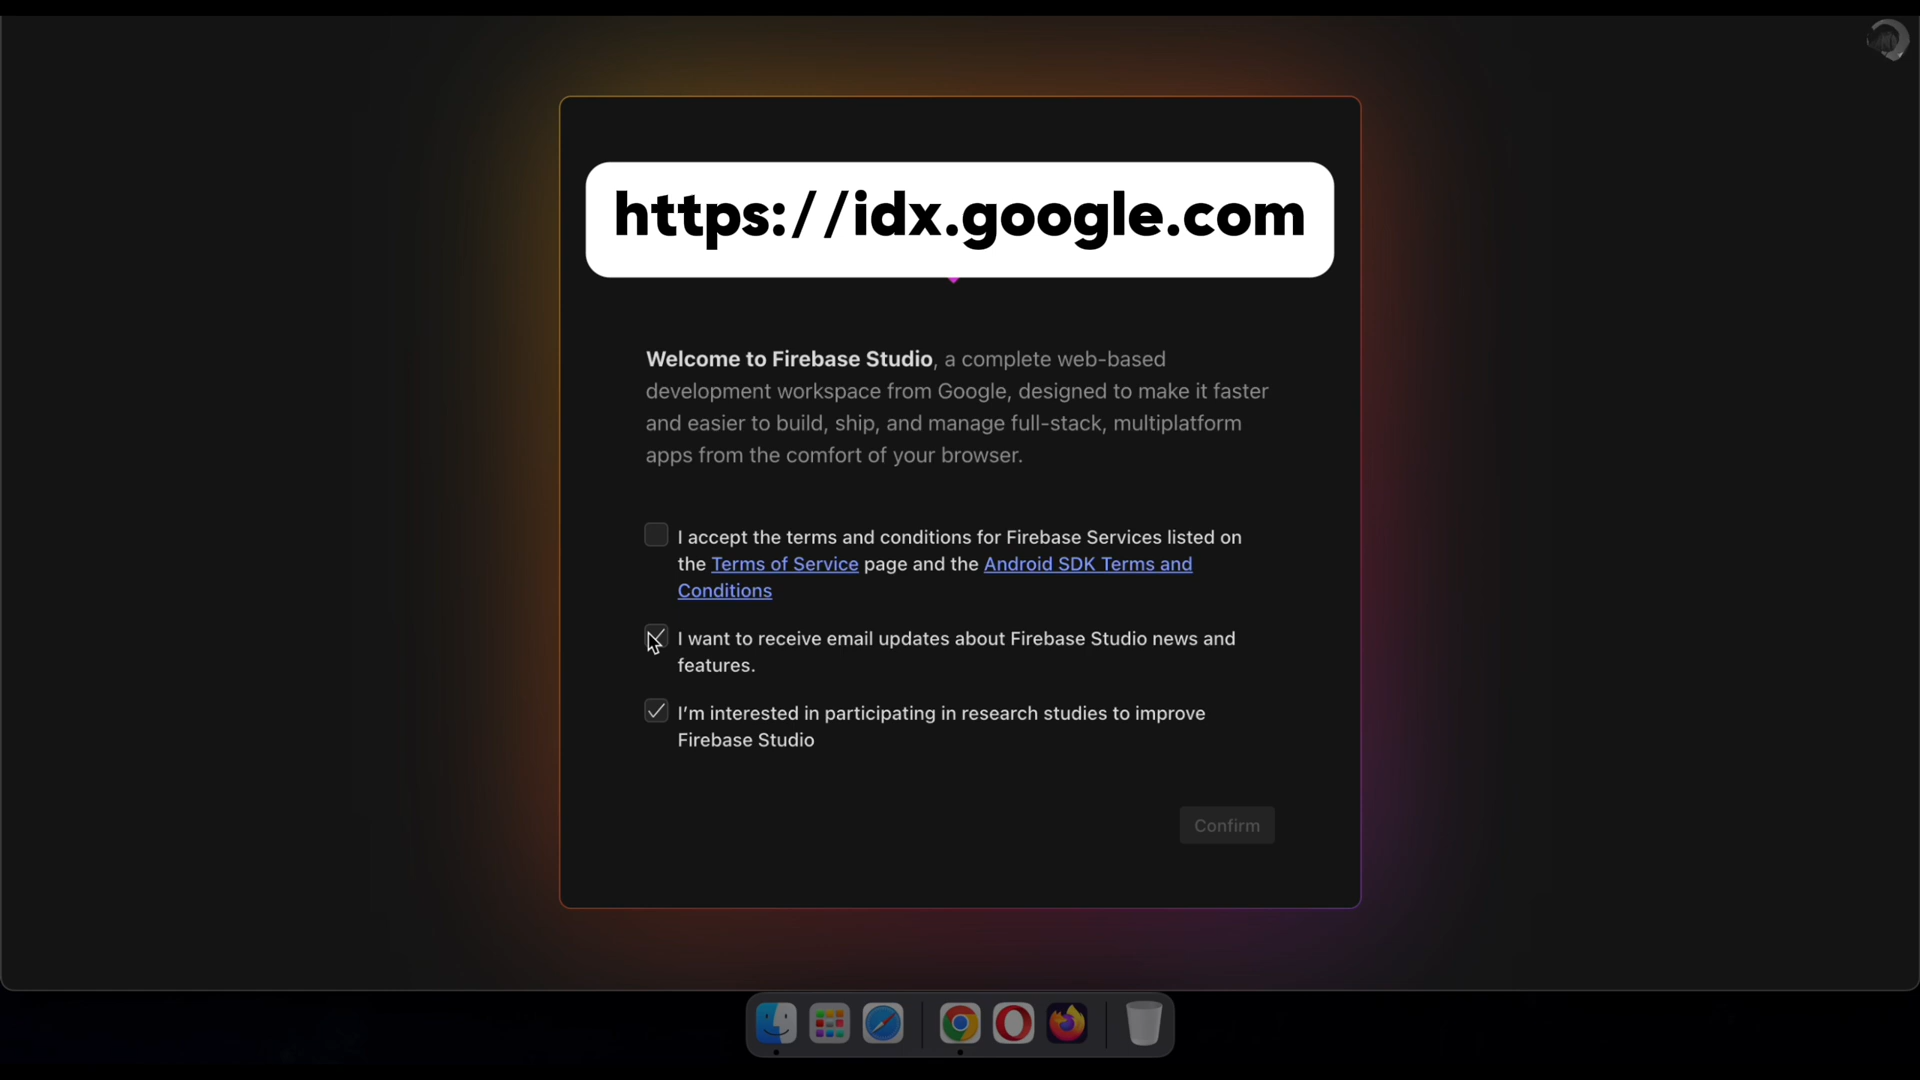 https://idx.google.com
Welcome to Firebase Studio, a complete web-based
development workspace from Google, designed to make it faster
and easier to build, ship, and manage full-stack, multiplatform
apps from the comfort of your browser.
I accept the terms and conditions for Firebase Services listed on
the Terms of Service page and the Android SDK Terms and
Conditions
I want to receive email updates about Firebase Studio news and
features.
I’m interested in participating in research studies to improve
Firebase Studio
Confirm